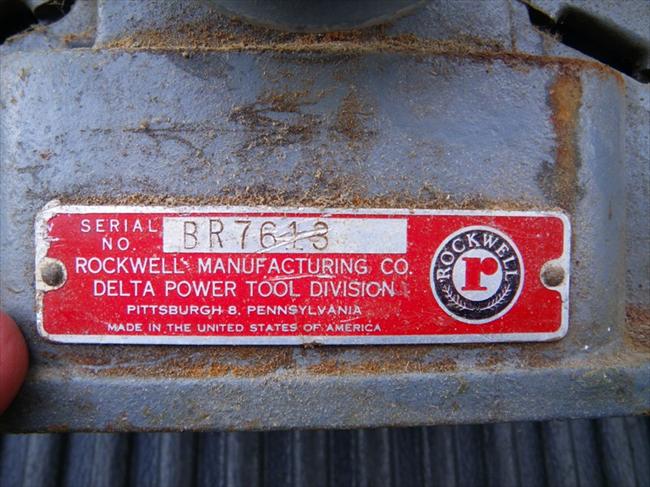 SERIAL NO. BR7613
ROCKWELL MANUFACTURING CO.
DELTA POWER TOOL DIVISION
PITTSBURGH 8, PENNSYLVANIA
MADE IN THE UNITED STATES OF AMERICA
ROCKWELL
r